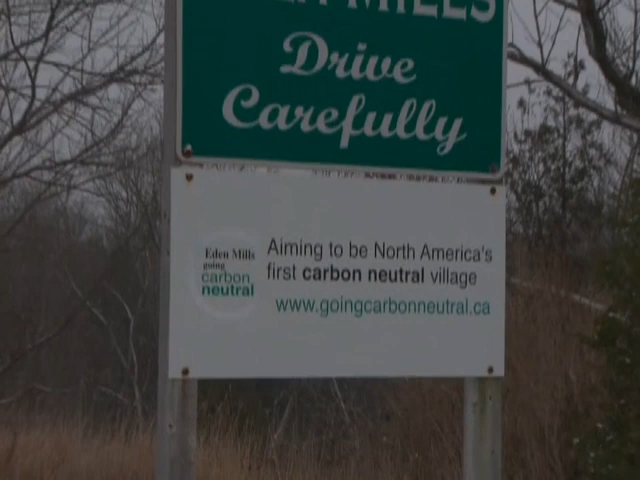 MILLS
Drive
Carefully
Eden Mills
going
carbon
neutral
Aiming to be North America's
first carbon neutral village
www.goingcarbonneutral.ca